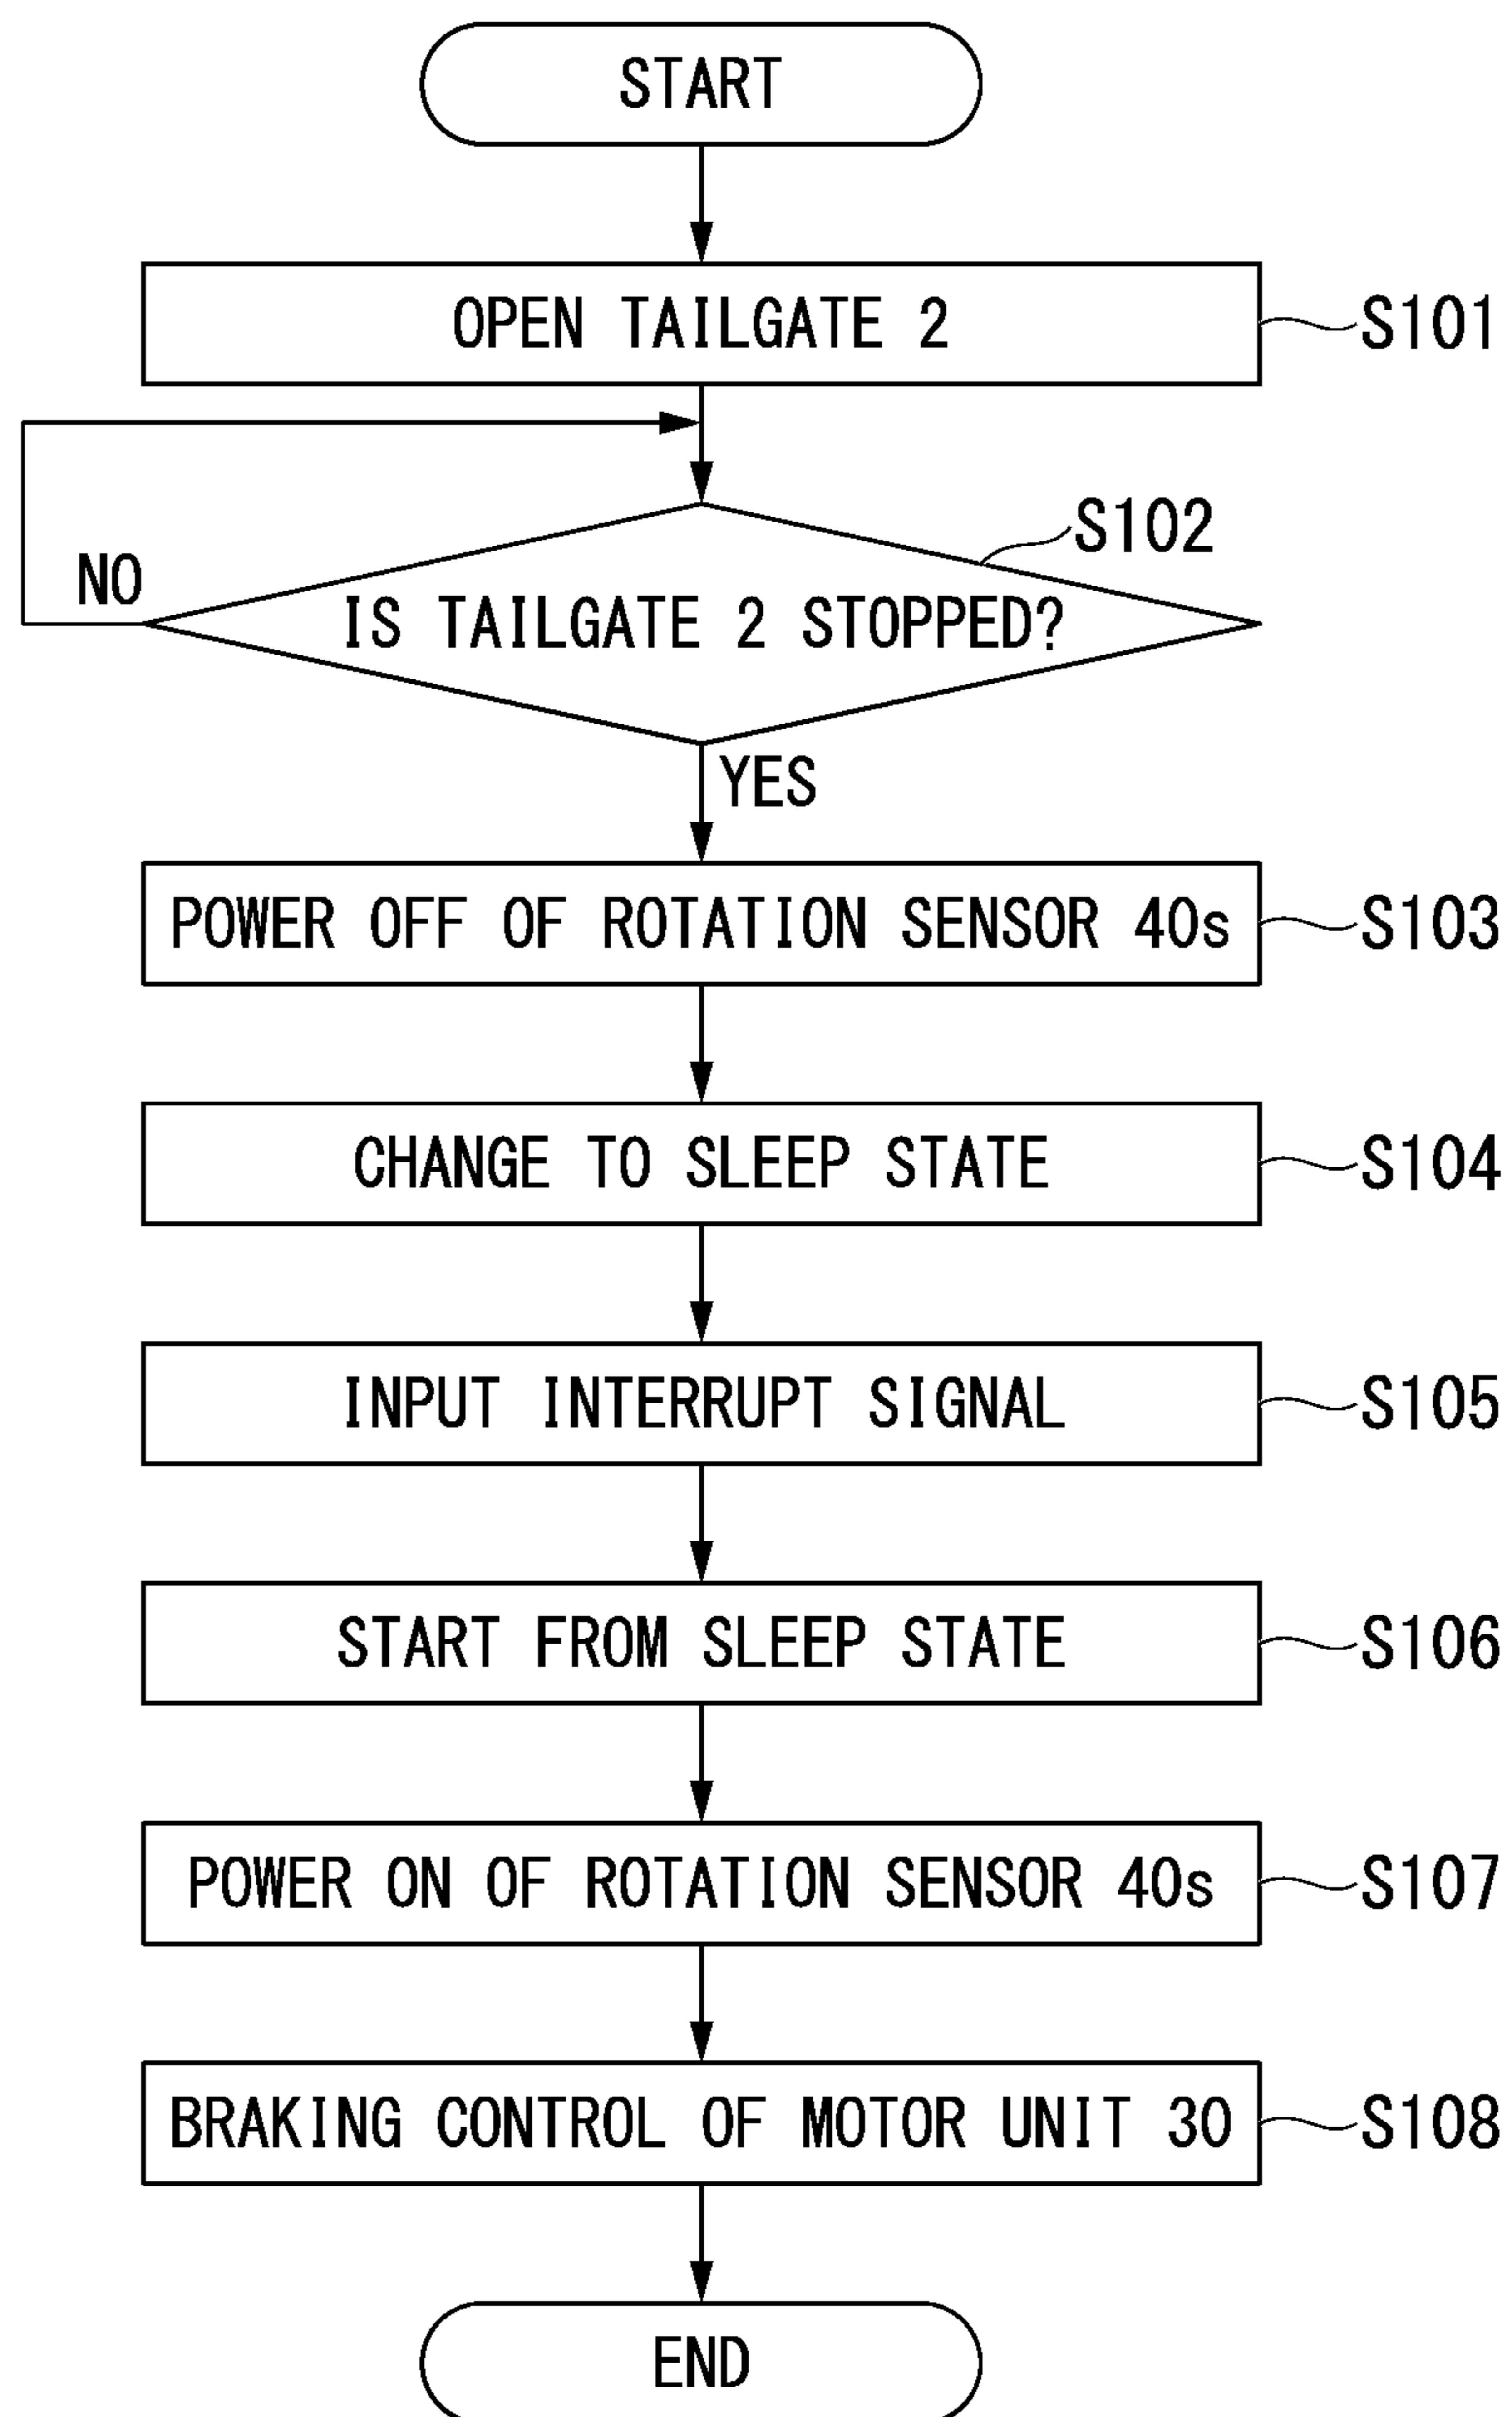 START
OPEN TAILGATE 2
S101
S102
NO
IS TAILGATE 2 STOPPED?
YES
POWER OFF OF ROTATION SENSOR 40s
S103
CHANGE TO SLEEP STATE
S104
INPUT INTERRUPT SIGNAL
S105
START FROM SLEEP STATE
S106
POWER ON OF ROTATION SENSOR 40s
S107
BRAKING CONTROL OF MOTOR UNIT 30
S108
END